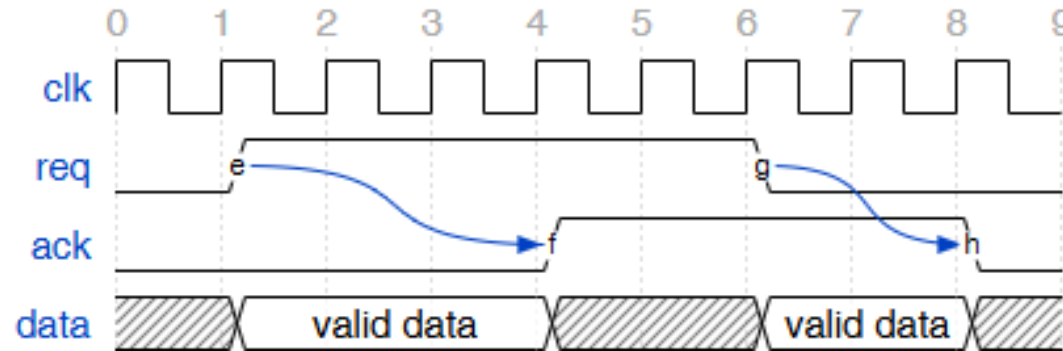 0 1 2 3 4 5 6 7 8 9
clk
req e g
ack f h
data valid data valid data